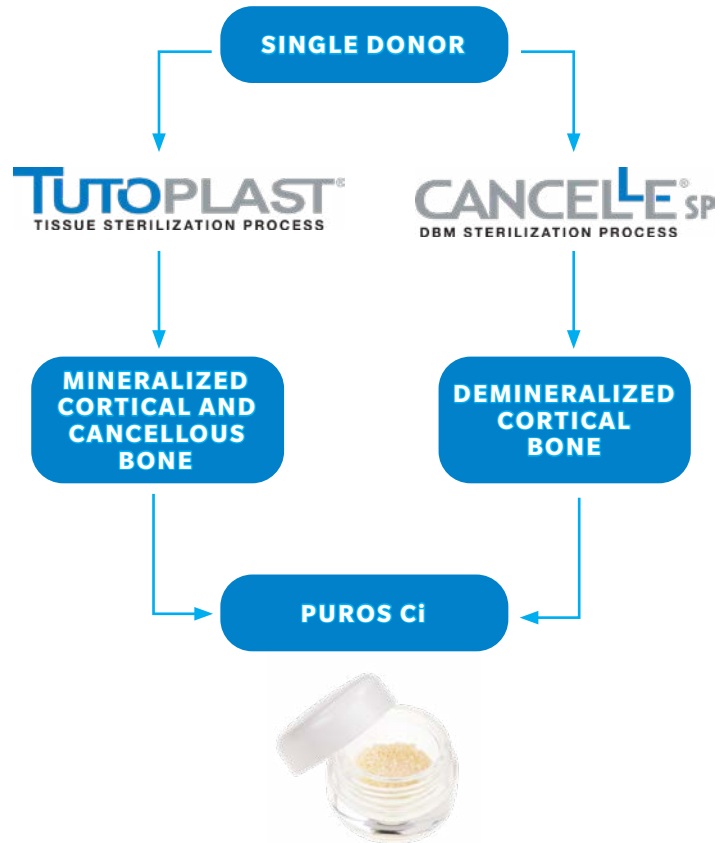 SINGLE DONOR
TUTOPLAST®
TISSUE STERILIZATION PROCESS
CANCELLE® SP
DBM STERILIZATION PROCESS
MINERALIZED
CORTICAL AND
CANCELLOUS
BONE
DEMINERALIZED
CORTICAL
BONE
PUROS Ci